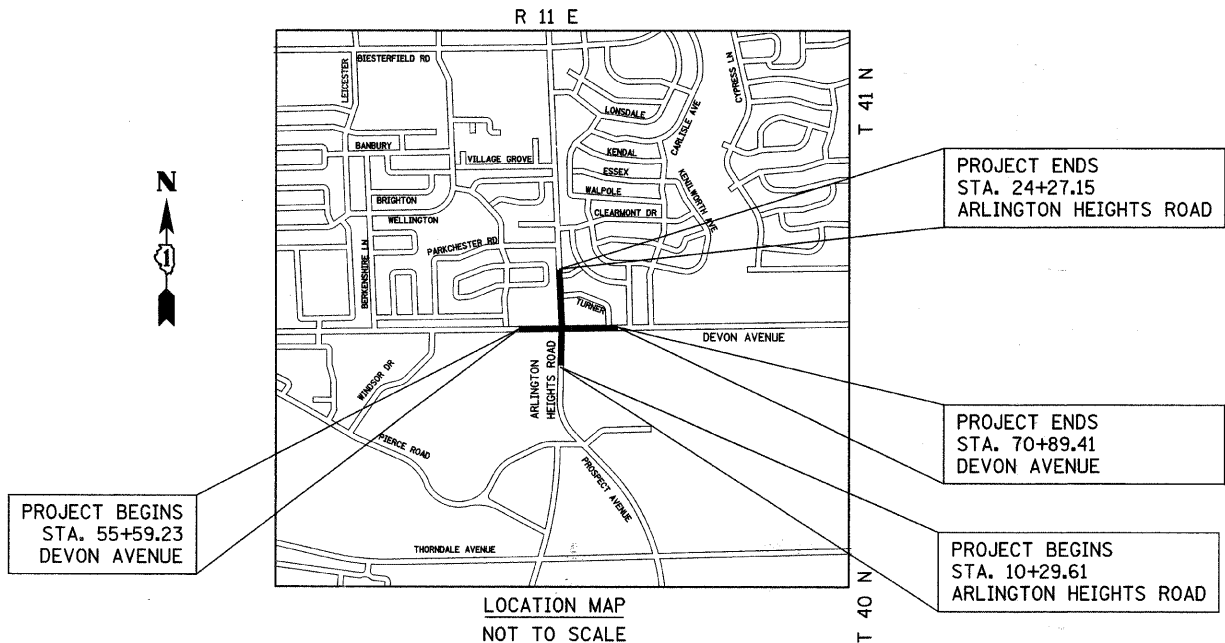 R 11 E
BIESTERFIELD RD
LEICESTER
CYPRESS LN
T 41 N
LONSDALE
CARLISLE AVE
BANBURY
KENDAL
VILLAGE GROVE
ESSEX
KENILWORTH AVE
WALPOLE
BRIGHTON
CLEARMONT DR
WELLINGTON
PARKCHESTER RD
BERKENSHIRE LN
N
1
PROJECT ENDS
STA. 24+27.15
ARLINGTON HEIGHTS ROAD
TURNER
DEVON AVENUE
WINDSOR DR
ARLINGTON
HEIGHTS ROAD
PROJECT ENDS
STA. 70+89.41
DEVON AVENUE
PIERCE ROAD
PROSPECT AVENUE
PROJECT BEGINS
STA. 55+59.23
DEVON AVENUE
THORNDALE AVENUE
PROJECT BEGINS
STA. 10+29.61
ARLINGTON HEIGHTS ROAD
T 40 N
LOCATION MAP
NOT TO SCALE